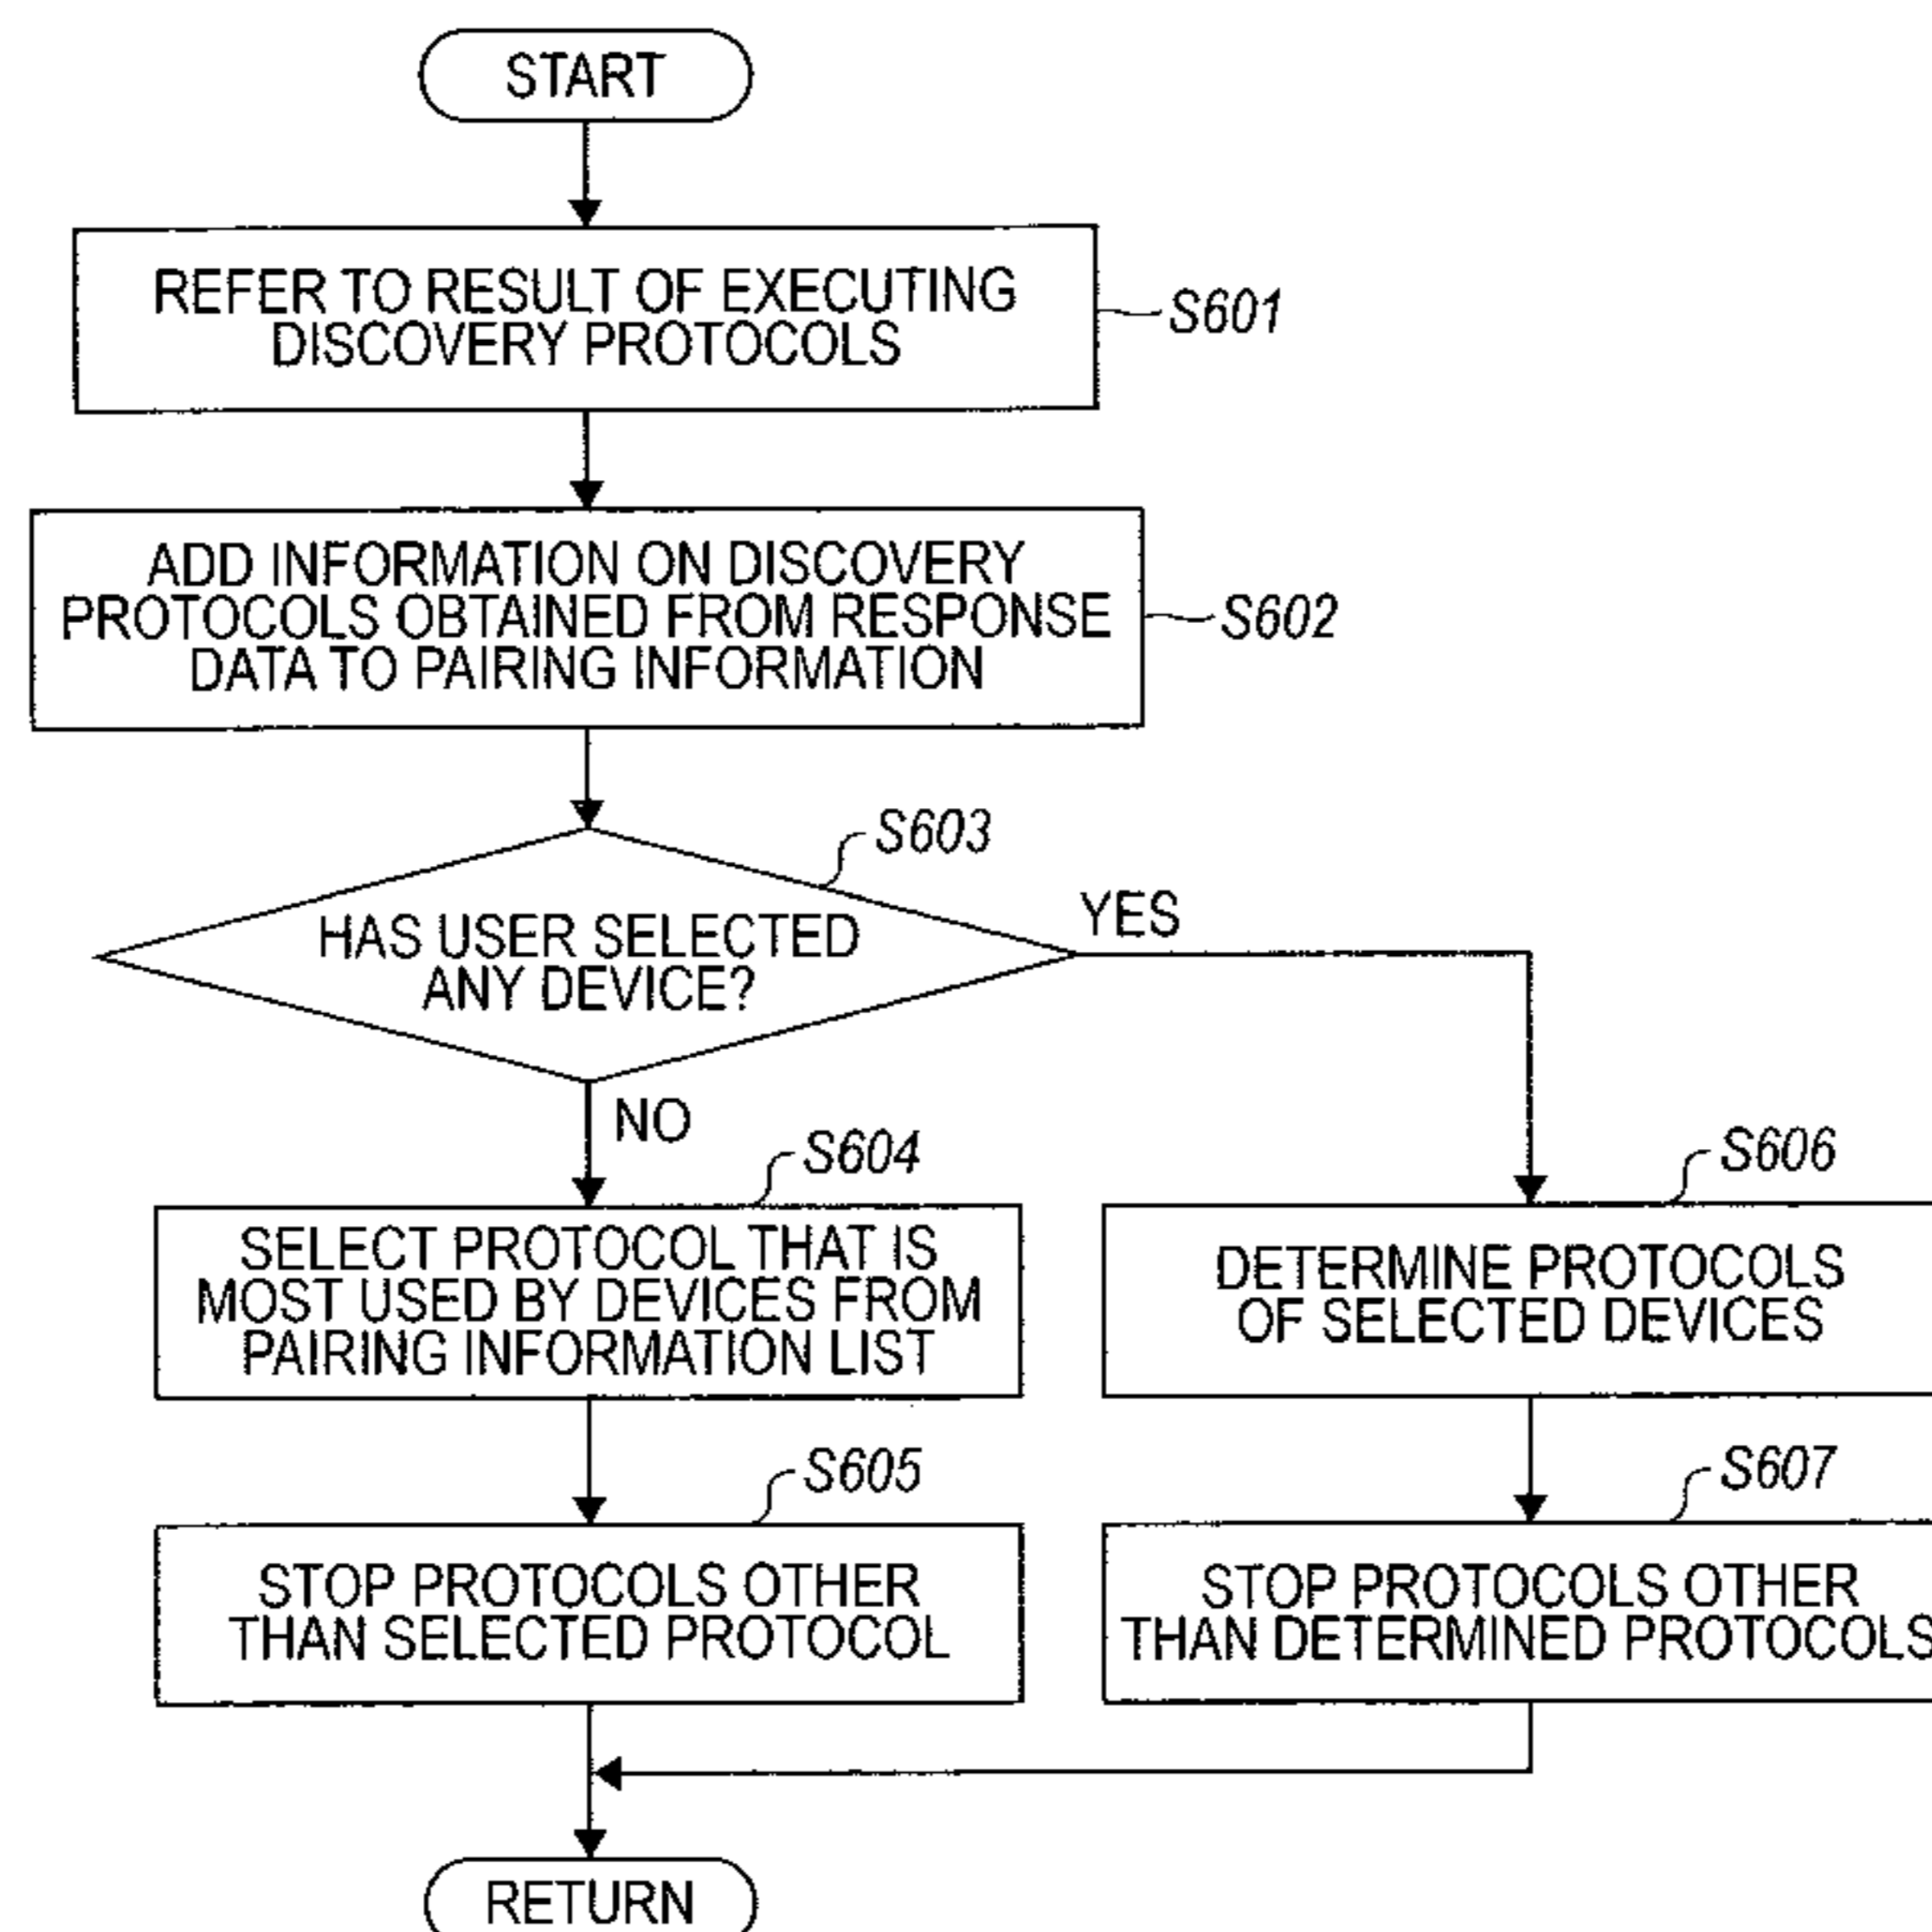 START
REFER TO RESULT OF EXECUTING
DISCOVERY PROTOCOLS
S601
ADD INFORMATION ON DISCOVERY
PROTOCOLS OBTAINED FROM RESPONSE
DATA TO PAIRING INFORMATION
S602
S603
HAS USER SELECTED
ANY DEVICE?
YES
NO
S604
SELECT PROTOCOL THAT IS
MOST USED BY DEVICES FROM
PAIRING INFORMATION LIST
S606
DETERMINE PROTOCOLS
OF SELECTED DEVICES
S605
STOP PROTOCOLS OTHER
THAN SELECTED PROTOCOL
S607
STOP PROTOCOLS OTHER
THAN DETERMINED PROTOCOLS
RETURN